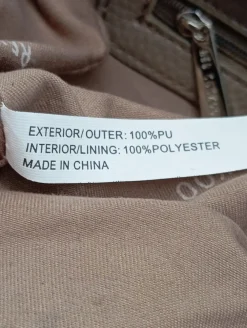 EXTERIOR/OUTER: 100%PU
INTERIOR/LINING: 100%POLYESTER
MADE IN CHINA